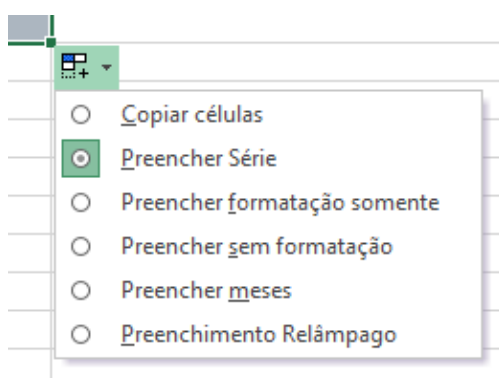 Copiar células
Preencher Série
Preencher formatação somente
Preencher sem formatação
Preencher meses
Preenchimento Relâmpago